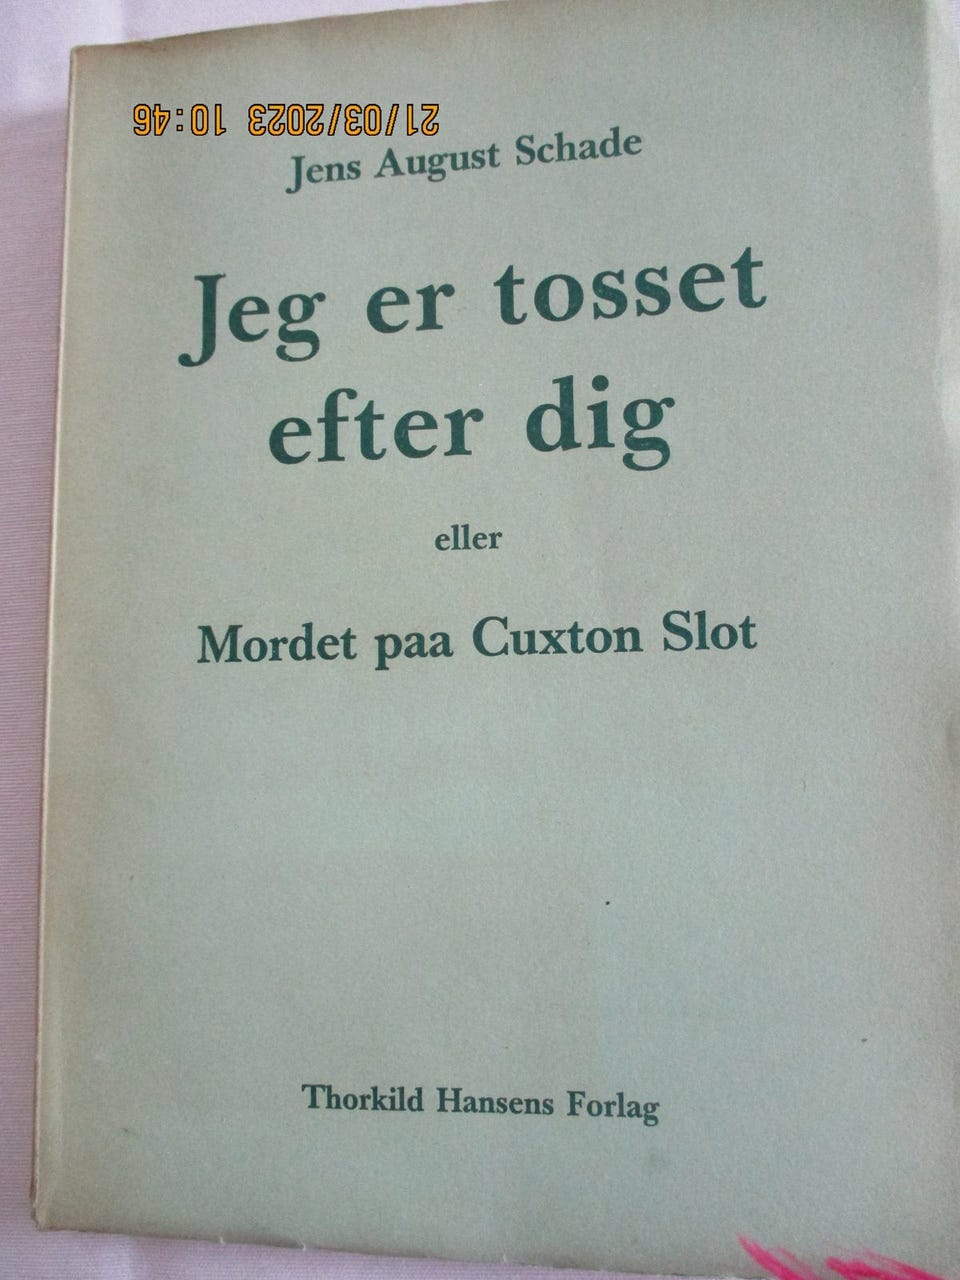 21/03/2023 10:46
Jens August Schade
Jeg er tosset
efter dig
eller
Mordet paa Cuxton Slot
Thorkild Hansens Forlag